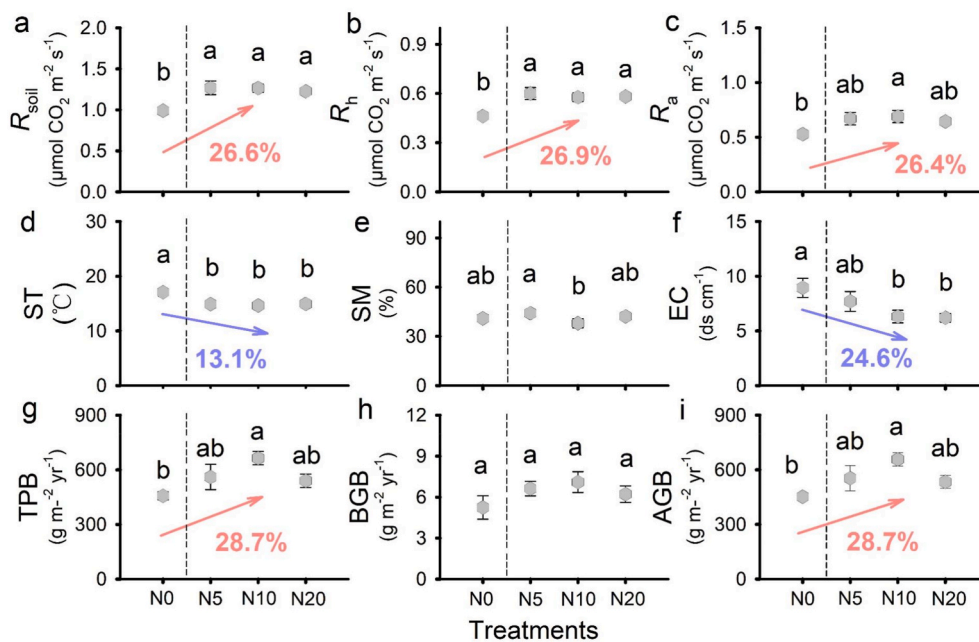 a
R_soil
(μmol CO₂ m⁻² s⁻¹)
2.0
1.5
1.0
0.5
0.0
b a a a
26.6%
b
R_h
(μmol CO₂ m⁻² s⁻¹)
0.9
0.6
0.3
0.0
b a a a
26.9%
c
R_a
(μmol CO₂ m⁻² s⁻¹)
1.5
1.0
0.5
0.0
b ab a ab
26.4%
d
ST
(℃)
30
20
10
0
a b b b
13.1%
e
SM
(%)
90
60
30
0
ab a b ab
f
EC
(ds cm⁻¹)
15
10
5
0
a ab b b
24.6%
g
TPB
(g m⁻² yr⁻¹)
900
600
300
0
b ab a ab
28.7%
N0 N5 N10 N20
h
BGB
(g m⁻² yr⁻¹)
12
9
6
3
0
a a a a
N0 N5 N10 N20
i
AGB
(g m⁻² yr⁻¹)
900
600
300
0
b ab a ab
28.7%
N0 N5 N10 N20
Treatments